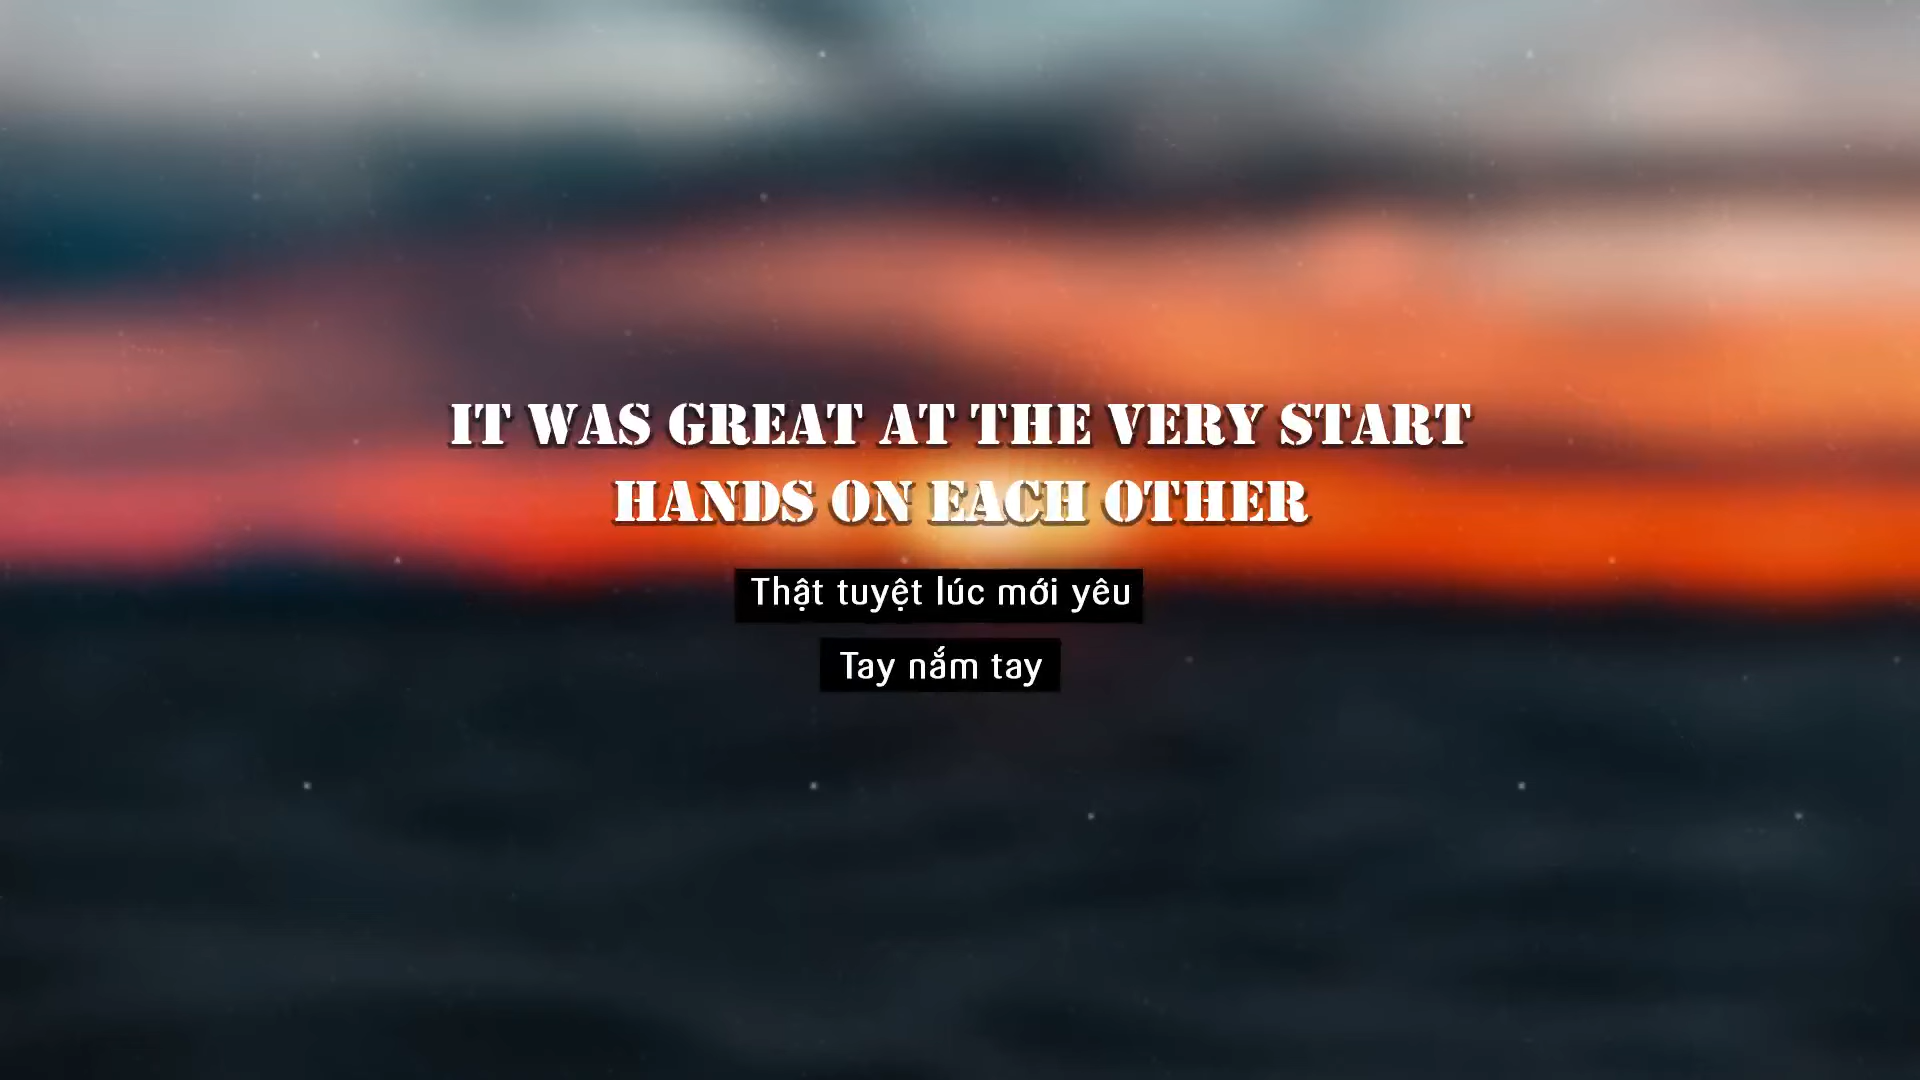 IT WAS GREAT AT THE VERY START
HANDS ON EACH OTHER
Thật tuyệt lúc mới yêu
Tay nắm tay